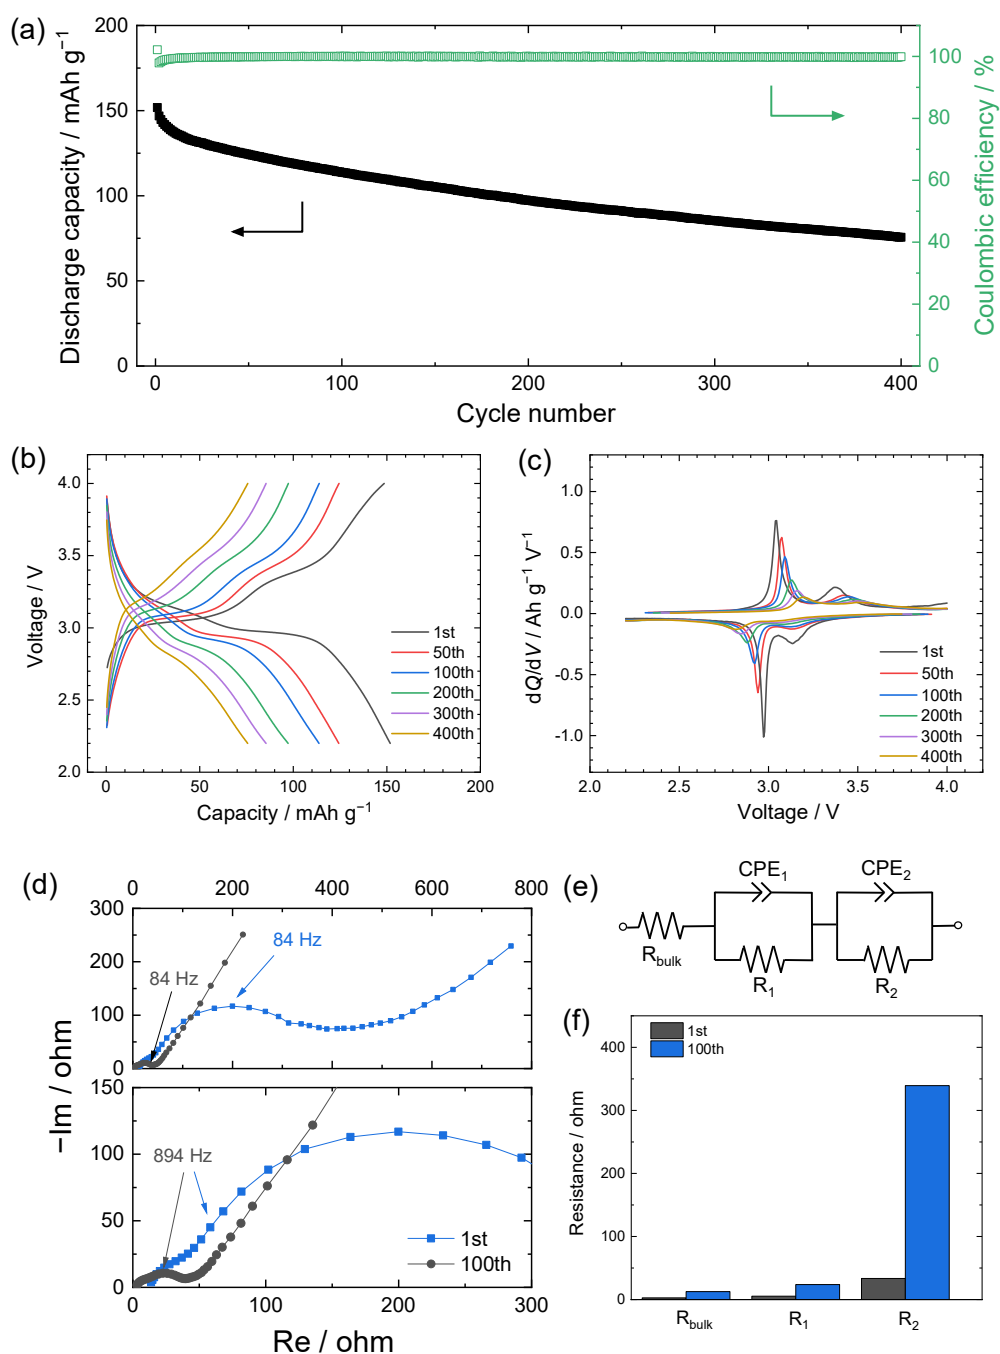 (a)
200
150
100
50
0
Discharge capacity / mAh g⁻¹
0
100
200
300
400
Cycle number
100
80
60
40
20
0
Coulombic efficiency / %
(b)
4.0
3.5
3.0
2.5
2.0
Voltage / V
1st
50th
100th
200th
300th
400th
0
50
100
150
200
Capacity / mAh g⁻¹
(c)
1.0
0.5
0.0
-0.5
-1.0
dQ/dV / Ah g⁻¹ V⁻¹
1st
50th
100th
200th
300th
400th
2.0
2.5
3.0
3.5
4.0
Voltage / V
(d)
0
200
400
600
800
300
250
200
150
100
50
0
84 Hz
84 Hz
150
100
50
0
894 Hz
1st
100th
0
100
200
300
−Im / ohm
Re / ohm
(e)
CPE₁
CPE₂
R_bulk
R₁
R₂
(f)
1st
100th
400
300
200
100
0
Resistance / ohm
R_bulk
R₁
R₂